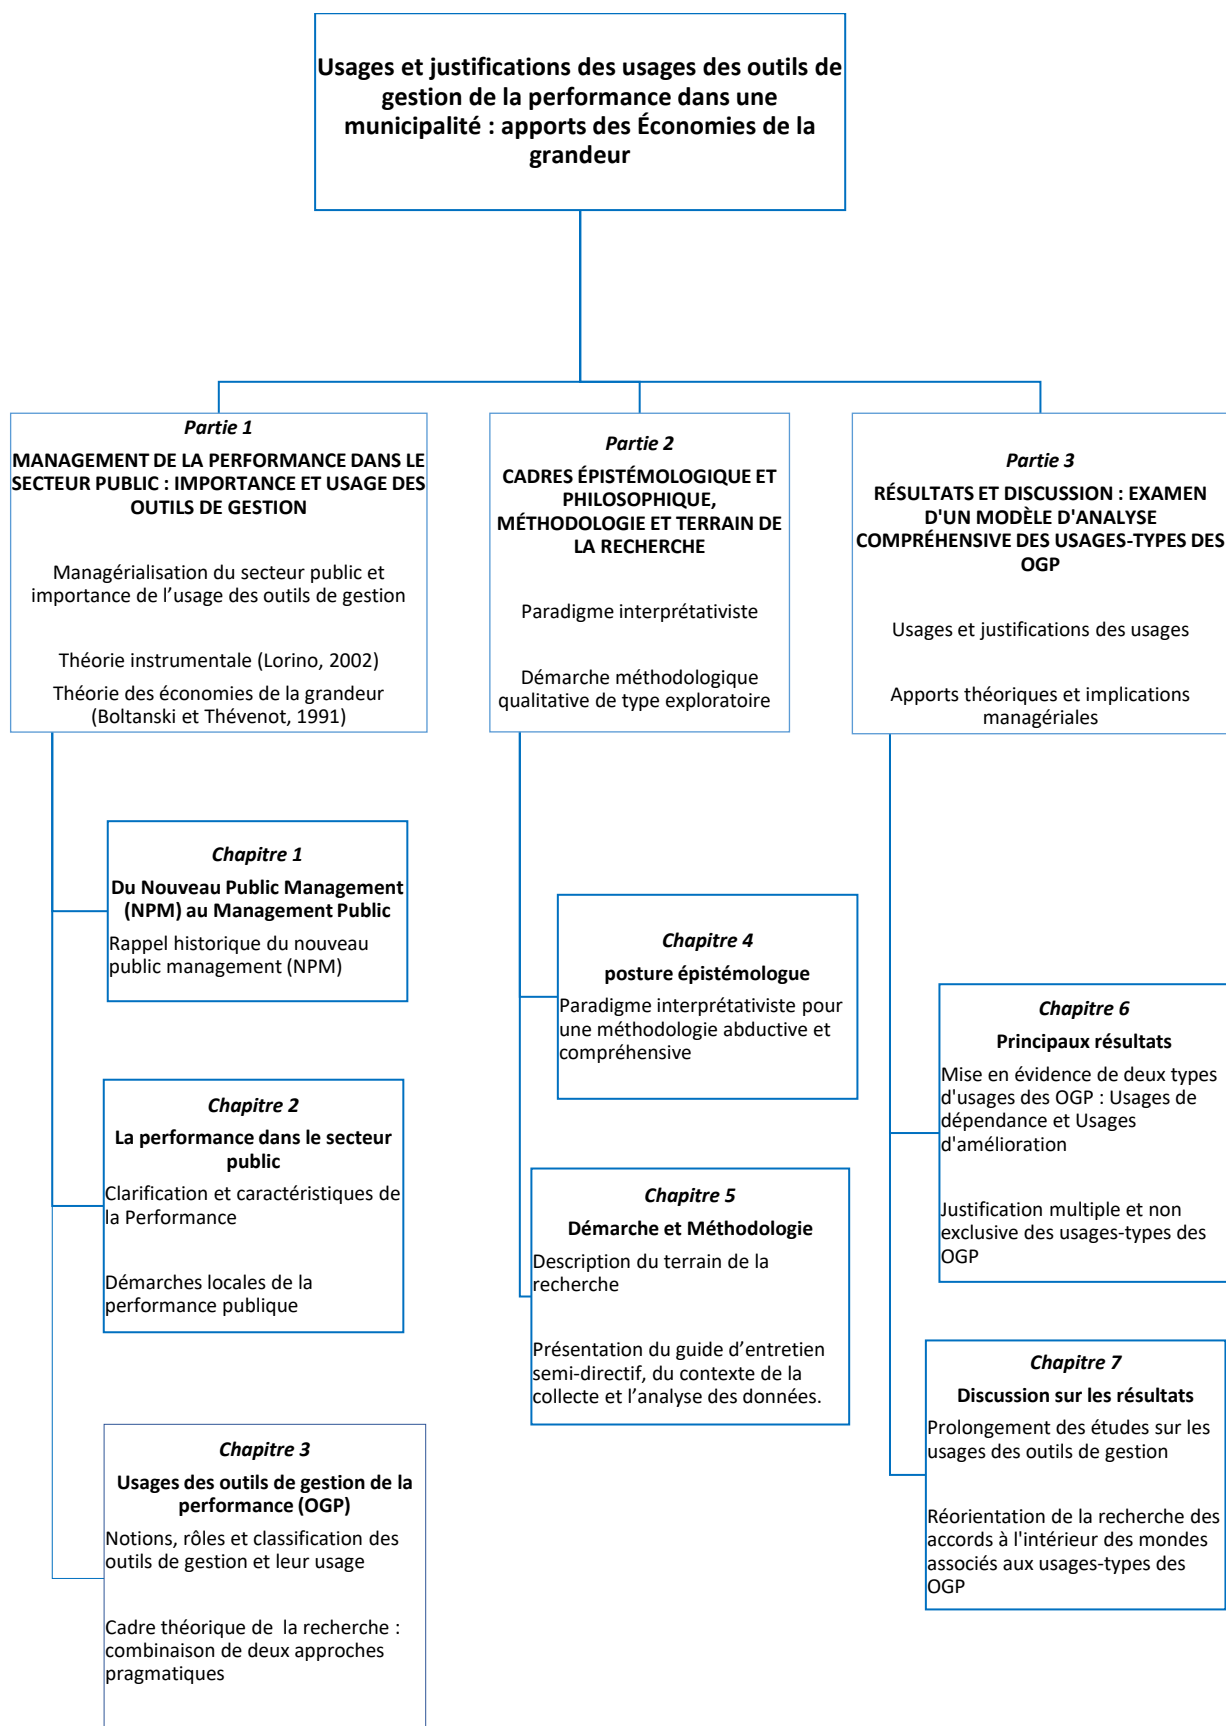 Usages et justifications des usages des outils de
gestion de la performance dans une
municipalité : apports des Économies de la
grandeur
Partie 1
MANAGEMENT DE LA PERFORMANCE DANS LE
SECTEUR PUBLIC : IMPORTANCE ET USAGE DES
OUTILS DE GESTION
Managérialisation du secteur public et
importance de l’usage des outils de gestion
Théorie instrumentale (Lorino, 2002)
Théorie des économies de la grandeur
(Boltanski et Thévenot, 1991)
Chapitre 1
Du Nouveau Public Management
(NPM) au Management Public
Rappel historique du nouveau
public management (NPM)
Chapitre 2
La performance dans le secteur
public
Clarification et caractéristiques de
la Performance
Démarches locales de la
performance publique
Chapitre 3
Usages des outils de gestion de la
performance (OGP)
Notions, rôles et classification des
outils de gestion et leur usage
Cadre théorique de la recherche :
combinaison de deux approches
pragmatiques
Partie 2
CADRES ÉPISTÉMOLOGIQUE ET
PHILOSOPHIQUE,
MÉTHODOLOGIE ET TERRAIN DE
LA RECHERCHE
Paradigme interprétativiste
Démarche méthodologique
qualitative de type exploratoire
Chapitre 4
posture épistémologue
Paradigme interprétativiste pour
une méthodologie abductive et
compréhensive
Chapitre 5
Démarche et Méthodologie
Description du terrain de la
recherche
Présentation du guide d’entretien
semi-directif, du contexte de la
collecte et l’analyse des données.
Partie 3
RÉSULTATS ET DISCUSSION : EXAMEN
D'UN MODÈLE D'ANALYSE
COMPRÉHENSIVE DES USAGES-TYPES DES
OGP
Usages et justifications des usages
Apports théoriques et implications
managériales
Chapitre 6
Principaux résultats
Mise en évidence de deux types
d'usages des OGP : Usages de
dépendance et Usages
d'amélioration
Justification multiple et non
exclusive des usages-types des
OGP
Chapitre 7
Discussion sur les résultats
Prolongement des études sur les
usages des outils de gestion
Réorientation de la recherche des
accords à l'intérieur des mondes
associés aux usages-types des
OGP